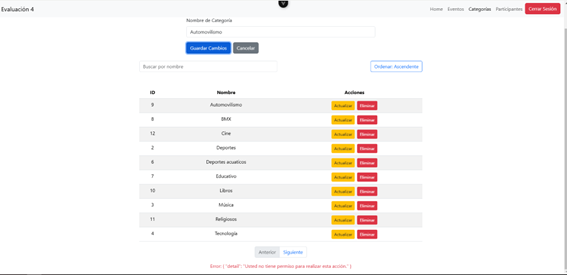 Evaluación 4 Home Eventos Categorías Participantes Cerrar Sesión
Nombre de Categoría
Automovilismo
Guardar Cambios Cancelar
Buscar por nombre Ordenar: Ascendente
ID Nombre Acciones
9 Automovilismo Actualizar Eliminar
8 BMX Actualizar Eliminar
12 Cine Actualizar Eliminar
2 Deportes Actualizar Eliminar
6 Deportes acuaticos Actualizar Eliminar
7 Educativo Actualizar Eliminar
10 Libros Actualizar Eliminar
3 Música Actualizar Eliminar
11 Religiosos Actualizar Eliminar
4 Tecnología Actualizar Eliminar
Anterior Siguiente
Error: { "detail": "Usted no tiene permiso para realizar esta acción." }